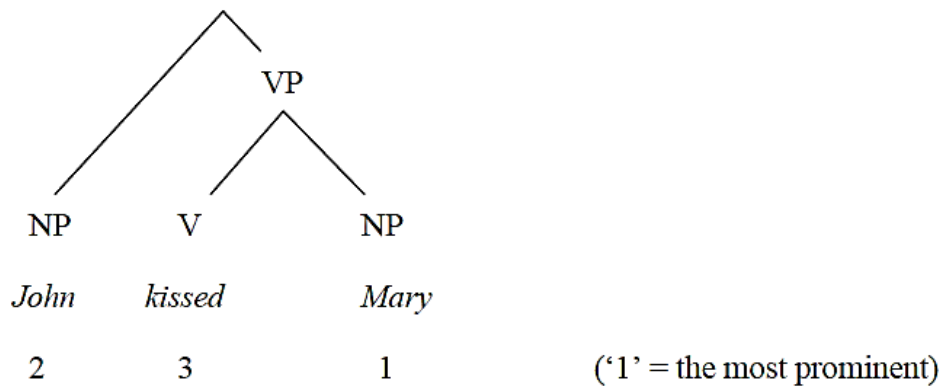 VP
NP V NP
John kissed Mary
2 3 1 (‘1’ = the most prominent)